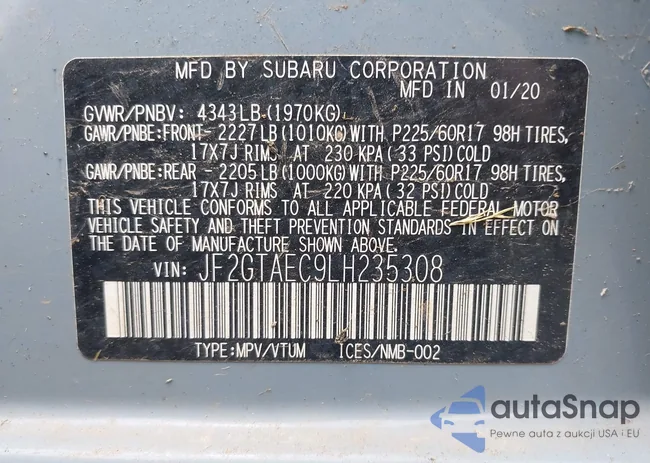 MFD BY SUBARU CORPORATION
MFD IN 01/20
GVWR/PNBV: 4343LB(1970KG)
GAWR/PNBE:FRONT- 2227LB(1010KG)WITH P225/60R17 98H TIRES,
17X7J RIMS AT 230 KPA(33 PSI)COLD
GAWR/PNBE:REAR - 2205LB(1000KG)WITH P225/60R17 98H TIRES,
17X7J RIMS AT 220 KPA(32 PSI)COLD
THIS VEHICLE CONFORMS TO ALL APPLICABLE FEDERAL MOTOR
VEHICLE SAFETY AND THEFT PREVENTION STANDARDS IN EFFECT ON
THE DATE OF MANUFACTURE SHOWN ABOVE.
VIN: JF2GTAEC9LH235308
TYPE:MPV/VTUM ICES/NMB-002
autaSnap
Pewne auta z aukcji USA i EU